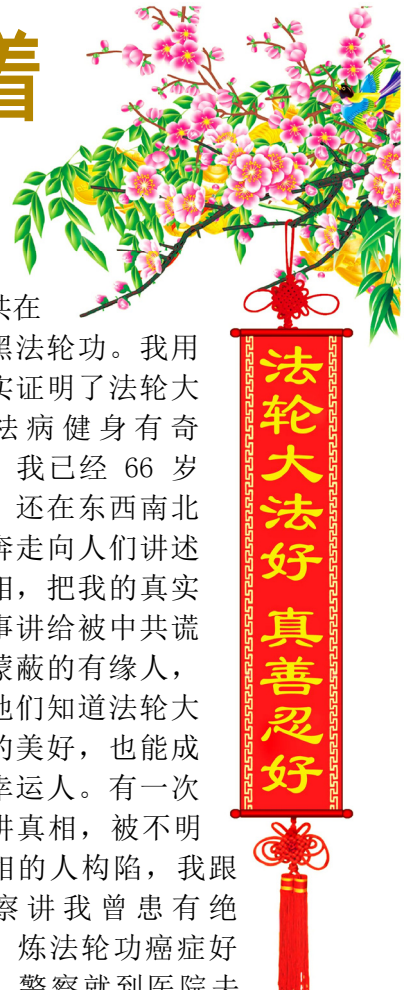 着
共在
黑法轮功。我用
实证明了法轮大
病健身有奇
我已经 66 岁
还在东西南北
奔走向人们讲述
相，把我的真实
事讲给被中共谎
蒙蔽的有缘人，
他们知道法轮大
的美好，也能成
幸运人。有一次
讲真相，被不明
相的人构陷，我跟
察讲我曾患有绝
炼法轮功癌症好
警察就到医院去
法轮大法好 真善忍好